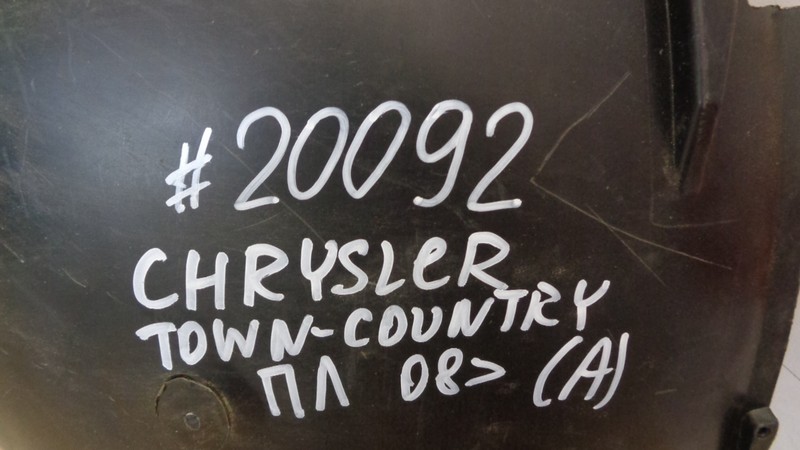 #20092
CHRYSLER
TOWN-COUNTRY
ПЛ 08> (A)